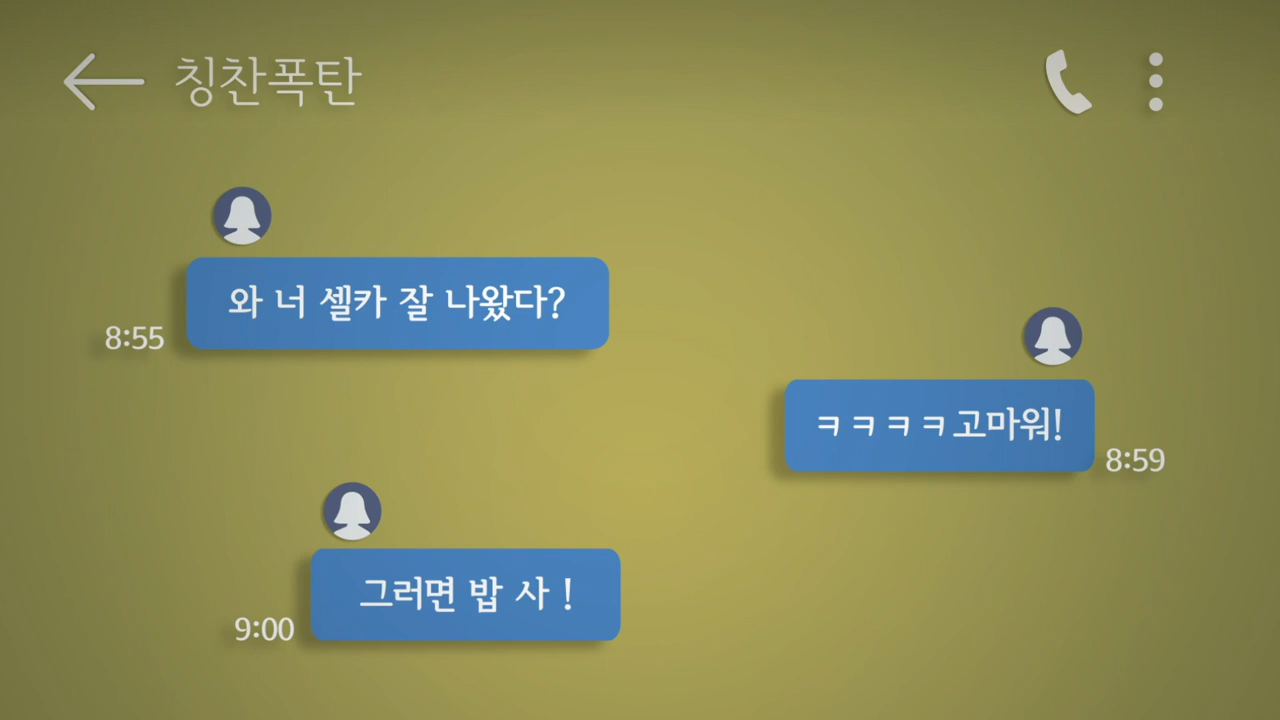 칭찬폭탄
와 너 셀카 잘 나왔다?
8:55
ㅋㅋㅋㅋ고마워!
8:59
그러면 밥 사 !
9:00